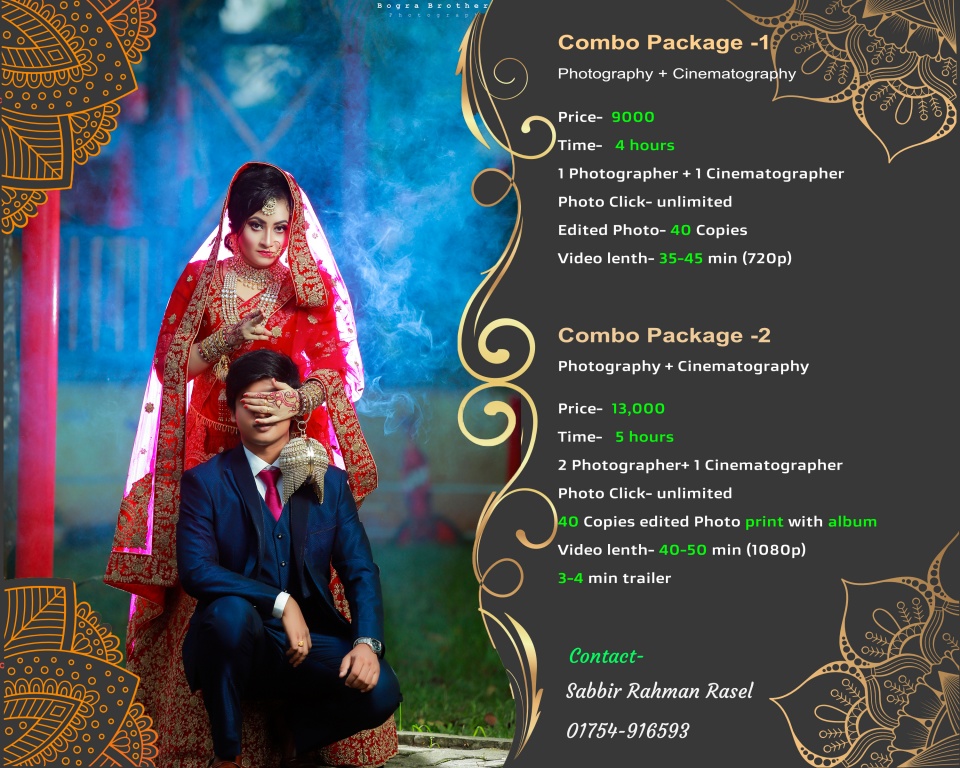 Bogra Brother
Photography
Combo Package -1
Photography + Cinematography
Price- 9000
Time- 4 hours
1 Photographer + 1 Cinematographer
Photo Click- unlimited
Edited Photo- 40 Copies
Video lenth- 35-45 min (720p)
Combo Package -2
Photography + Cinematography
Price- 13,000
Time- 5 hours
2 Photographer+ 1 Cinematographer
Photo Click- unlimited
40 Copies edited Photo print with album
Video lenth- 40-50 min (1080p)
3-4 min trailer
Contact-
Sabbir Rahman Rasel
01754-916593